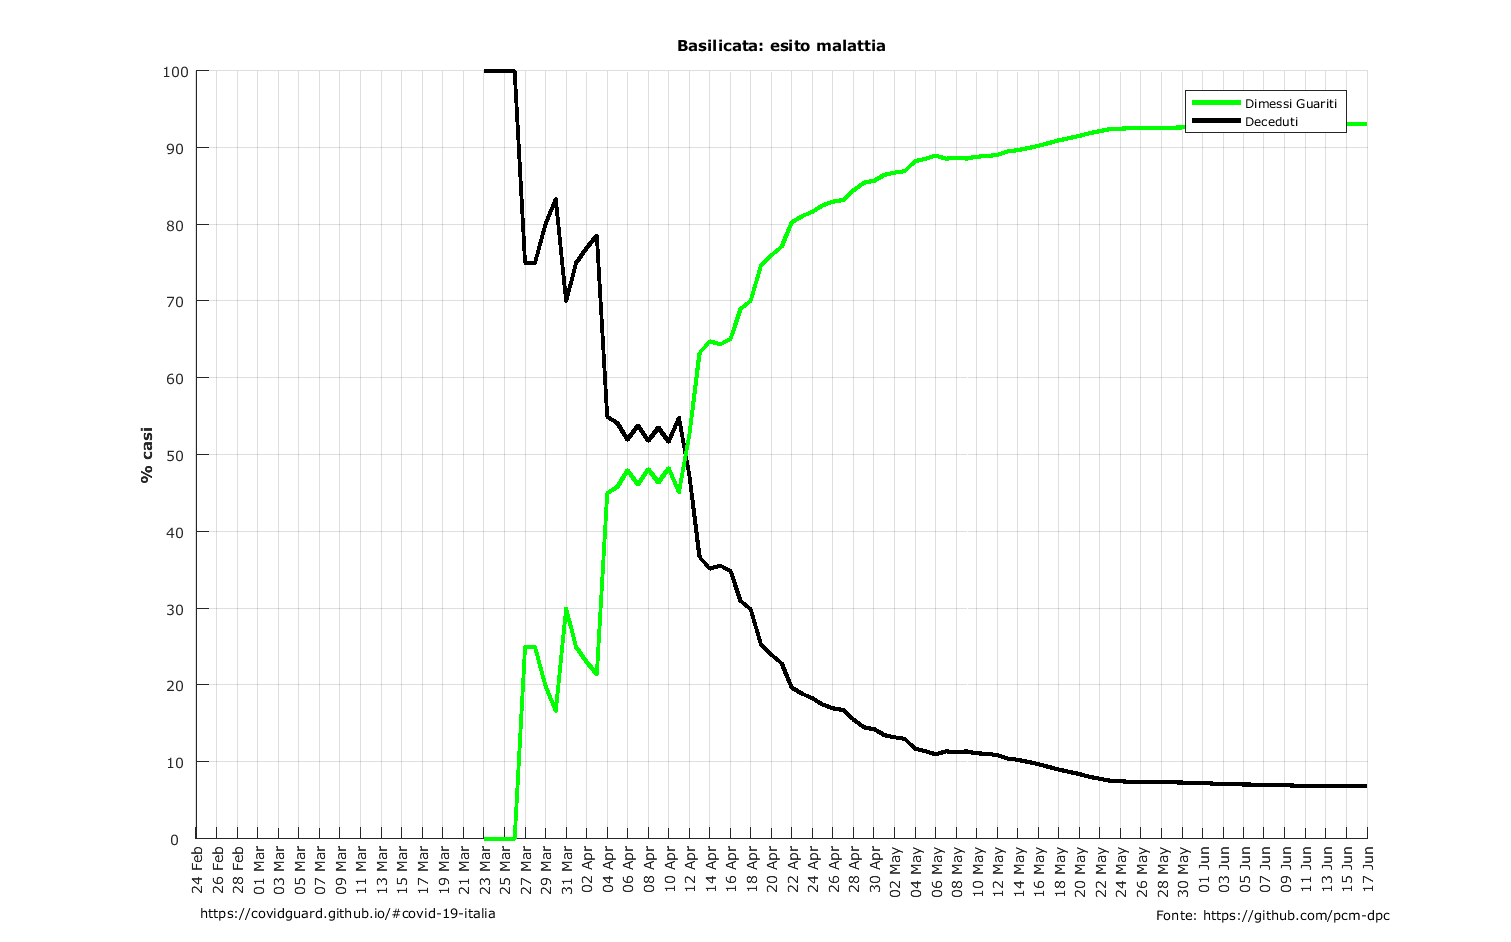 Basilicata: esito malattia
Dimessi Guariti
Deceduti
% casi
100
90
80
70
60
50
40
30
20
10
0
24 Feb
26 Feb
28 Feb
01 Mar
03 Mar
05 Mar
07 Mar
09 Mar
11 Mar
13 Mar
15 Mar
17 Mar
19 Mar
21 Mar
23 Mar
25 Mar
27 Mar
29 Mar
31 Mar
02 Apr
04 Apr
06 Apr
08 Apr
10 Apr
12 Apr
14 Apr
16 Apr
18 Apr
20 Apr
22 Apr
24 Apr
26 Apr
28 Apr
30 Apr
02 May
04 May
06 May
08 May
10 May
12 May
14 May
16 May
18 May
20 May
22 May
24 May
26 May
28 May
30 May
01 Jun
03 Jun
05 Jun
07 Jun
09 Jun
11 Jun
13 Jun
15 Jun
17 Jun
https://covidguard.github.io/#covid-19-italia
Fonte: https://github.com/pcm-dpc